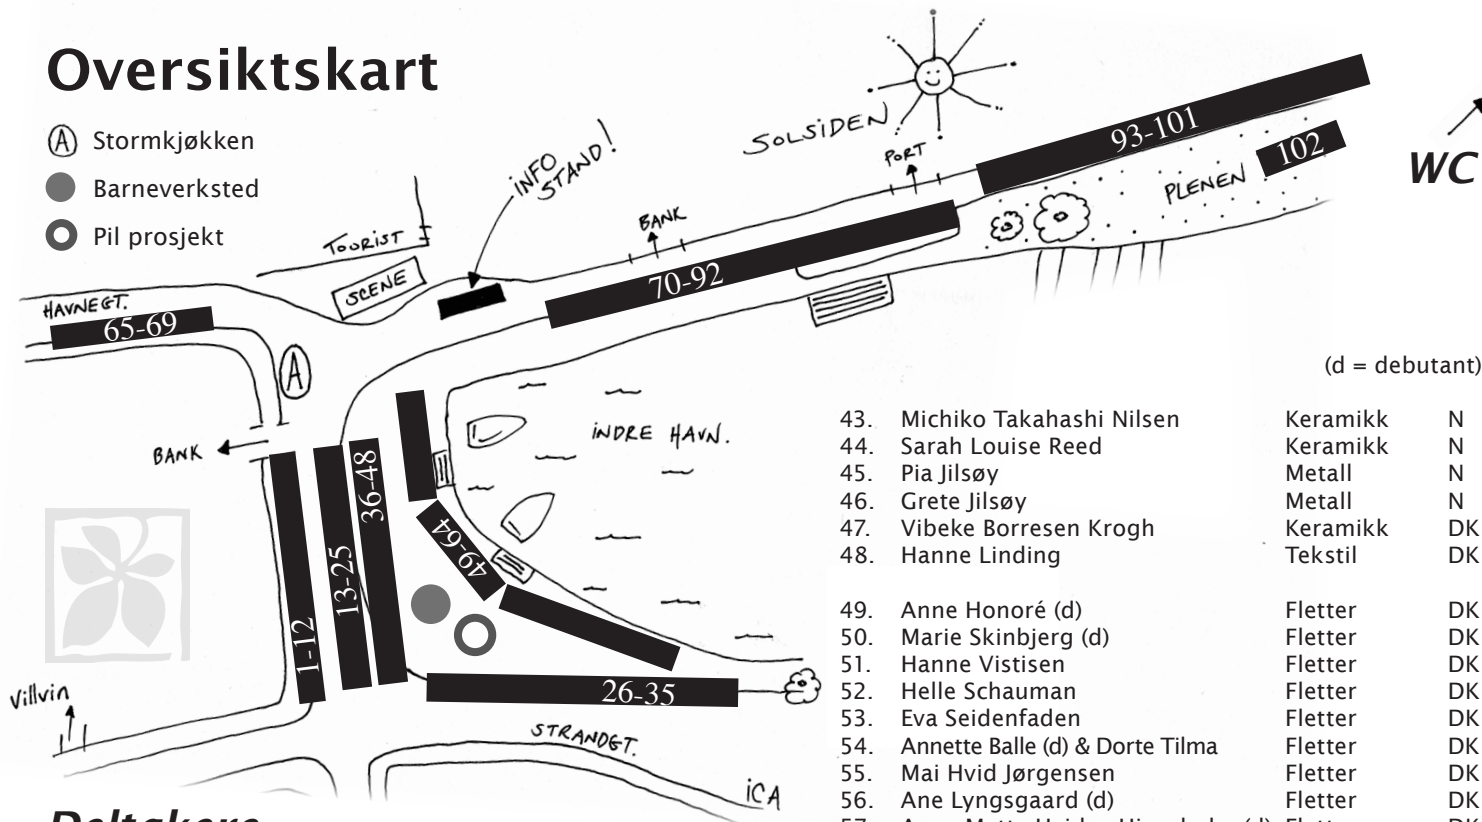 Oversiktskart
A Stormkjøkken
Barneverksted
Pil prosjekt
INFO
STAND!
SOLSIDEN
PORT
93-101
102
PLENEN
WC
TOURIST
SCENE
BANK
70-92
HAVNEGT.
65-69
A
BANK
INDRE HAVN.
36-48
13-25
1-12
49-64
26-35
Villvin
STRANDGT.
ICA
(d = debutant)
43. Michiko Takahashi Nilsen Keramikk N
44. Sarah Louise Reed Keramikk N
45. Pia Jilsøy Metall N
46. Grete Jilsøy Metall N
47. Vibeke Borresen Krogh Keramikk DK
48. Hanne Linding Tekstil DK
49. Anne Honoré (d) Fletter DK
50. Marie Skinbjerg (d) Fletter DK
51. Hanne Vistisen Fletter DK
52. Helle Schauman Fletter DK
53. Eva Seidenfaden Fletter DK
54. Annette Balle (d) & Dorte Tilma Fletter DK
55. Mai Hvid Jørgensen Fletter DK
56. Ane Lyngsgaard (d) Fletter DK
Deltakere